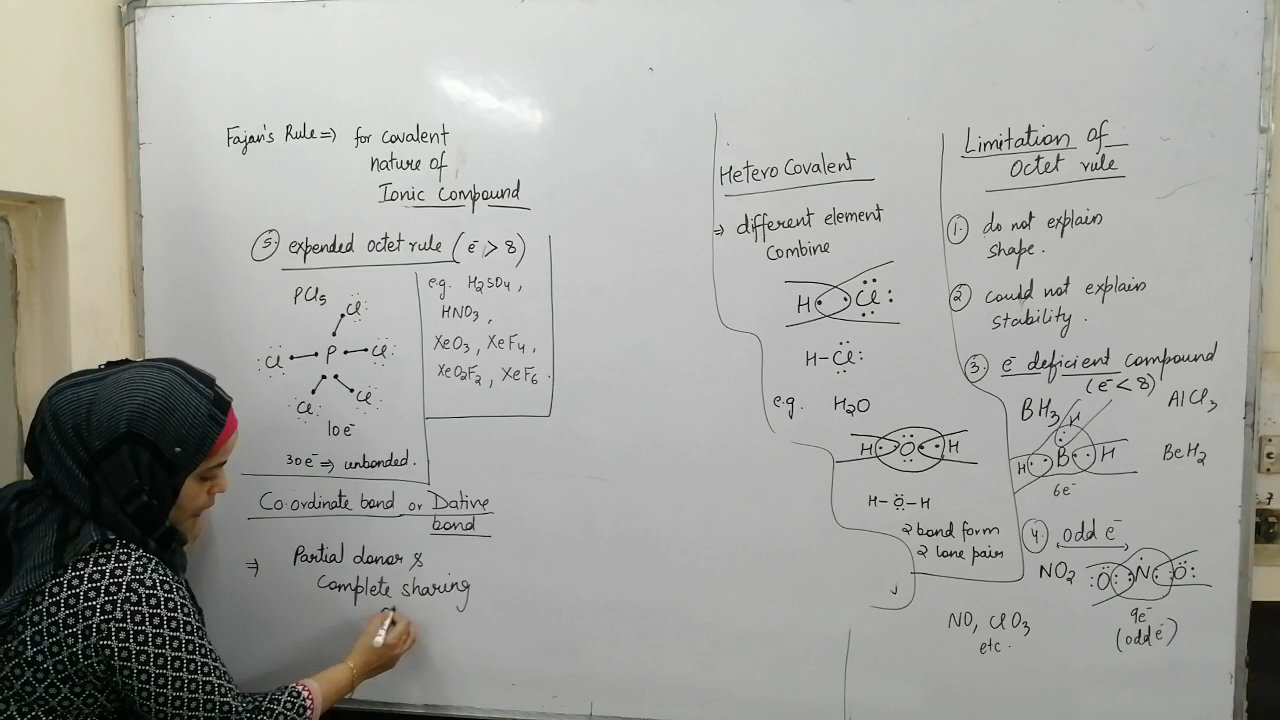 Fajan's Rule ⇒ for covalent
nature of
Ionic Compound
5. expended octet rule (e⁻ > 8)
PCl₅
Cl
Cl P Cl
Cl Cl
10e⁻
30e⁻ ⇒ unbonded.
e.g. H₂SO₄,
HNO₃,
XeO₃, XeF₄,
XeO₂F₂, XeF₆.
Co.ordinate bond or Dative
bond
⇒ Partial donar &
Complete sharing
Hetero Covalent
⇒ different element
combine
H Cl
H-Cl
e.g. H₂O
H O H
H-O-H
2 bond form
2 lone pair
Limitation of
Octet rule
1. do not explain
shape.
2. could not explain
stability.
3. e⁻ deficient compound
(e⁻ < 8)
BH₃ AlCl₃
H
H B H BeH₂
6e⁻
4. odd e⁻
NO₂ O N O
9e⁻
(odd e⁻)
NO, ClO₃
etc.